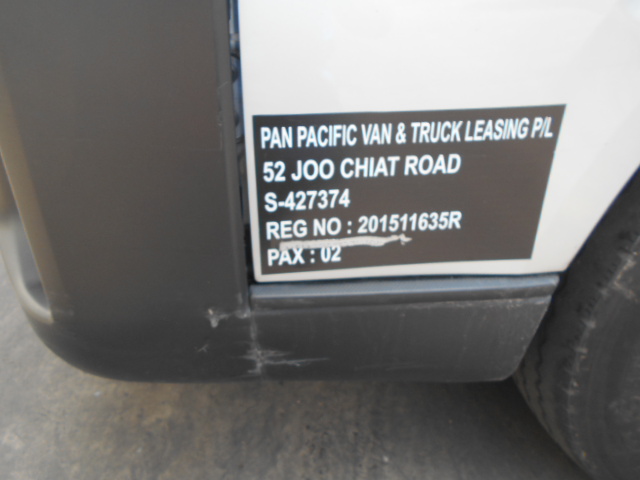 PAN PACIFIC VAN & TRUCK LEASING P/L
52 JOO CHIAT ROAD
S-427374
REG NO : 201511635R
PAX : 02